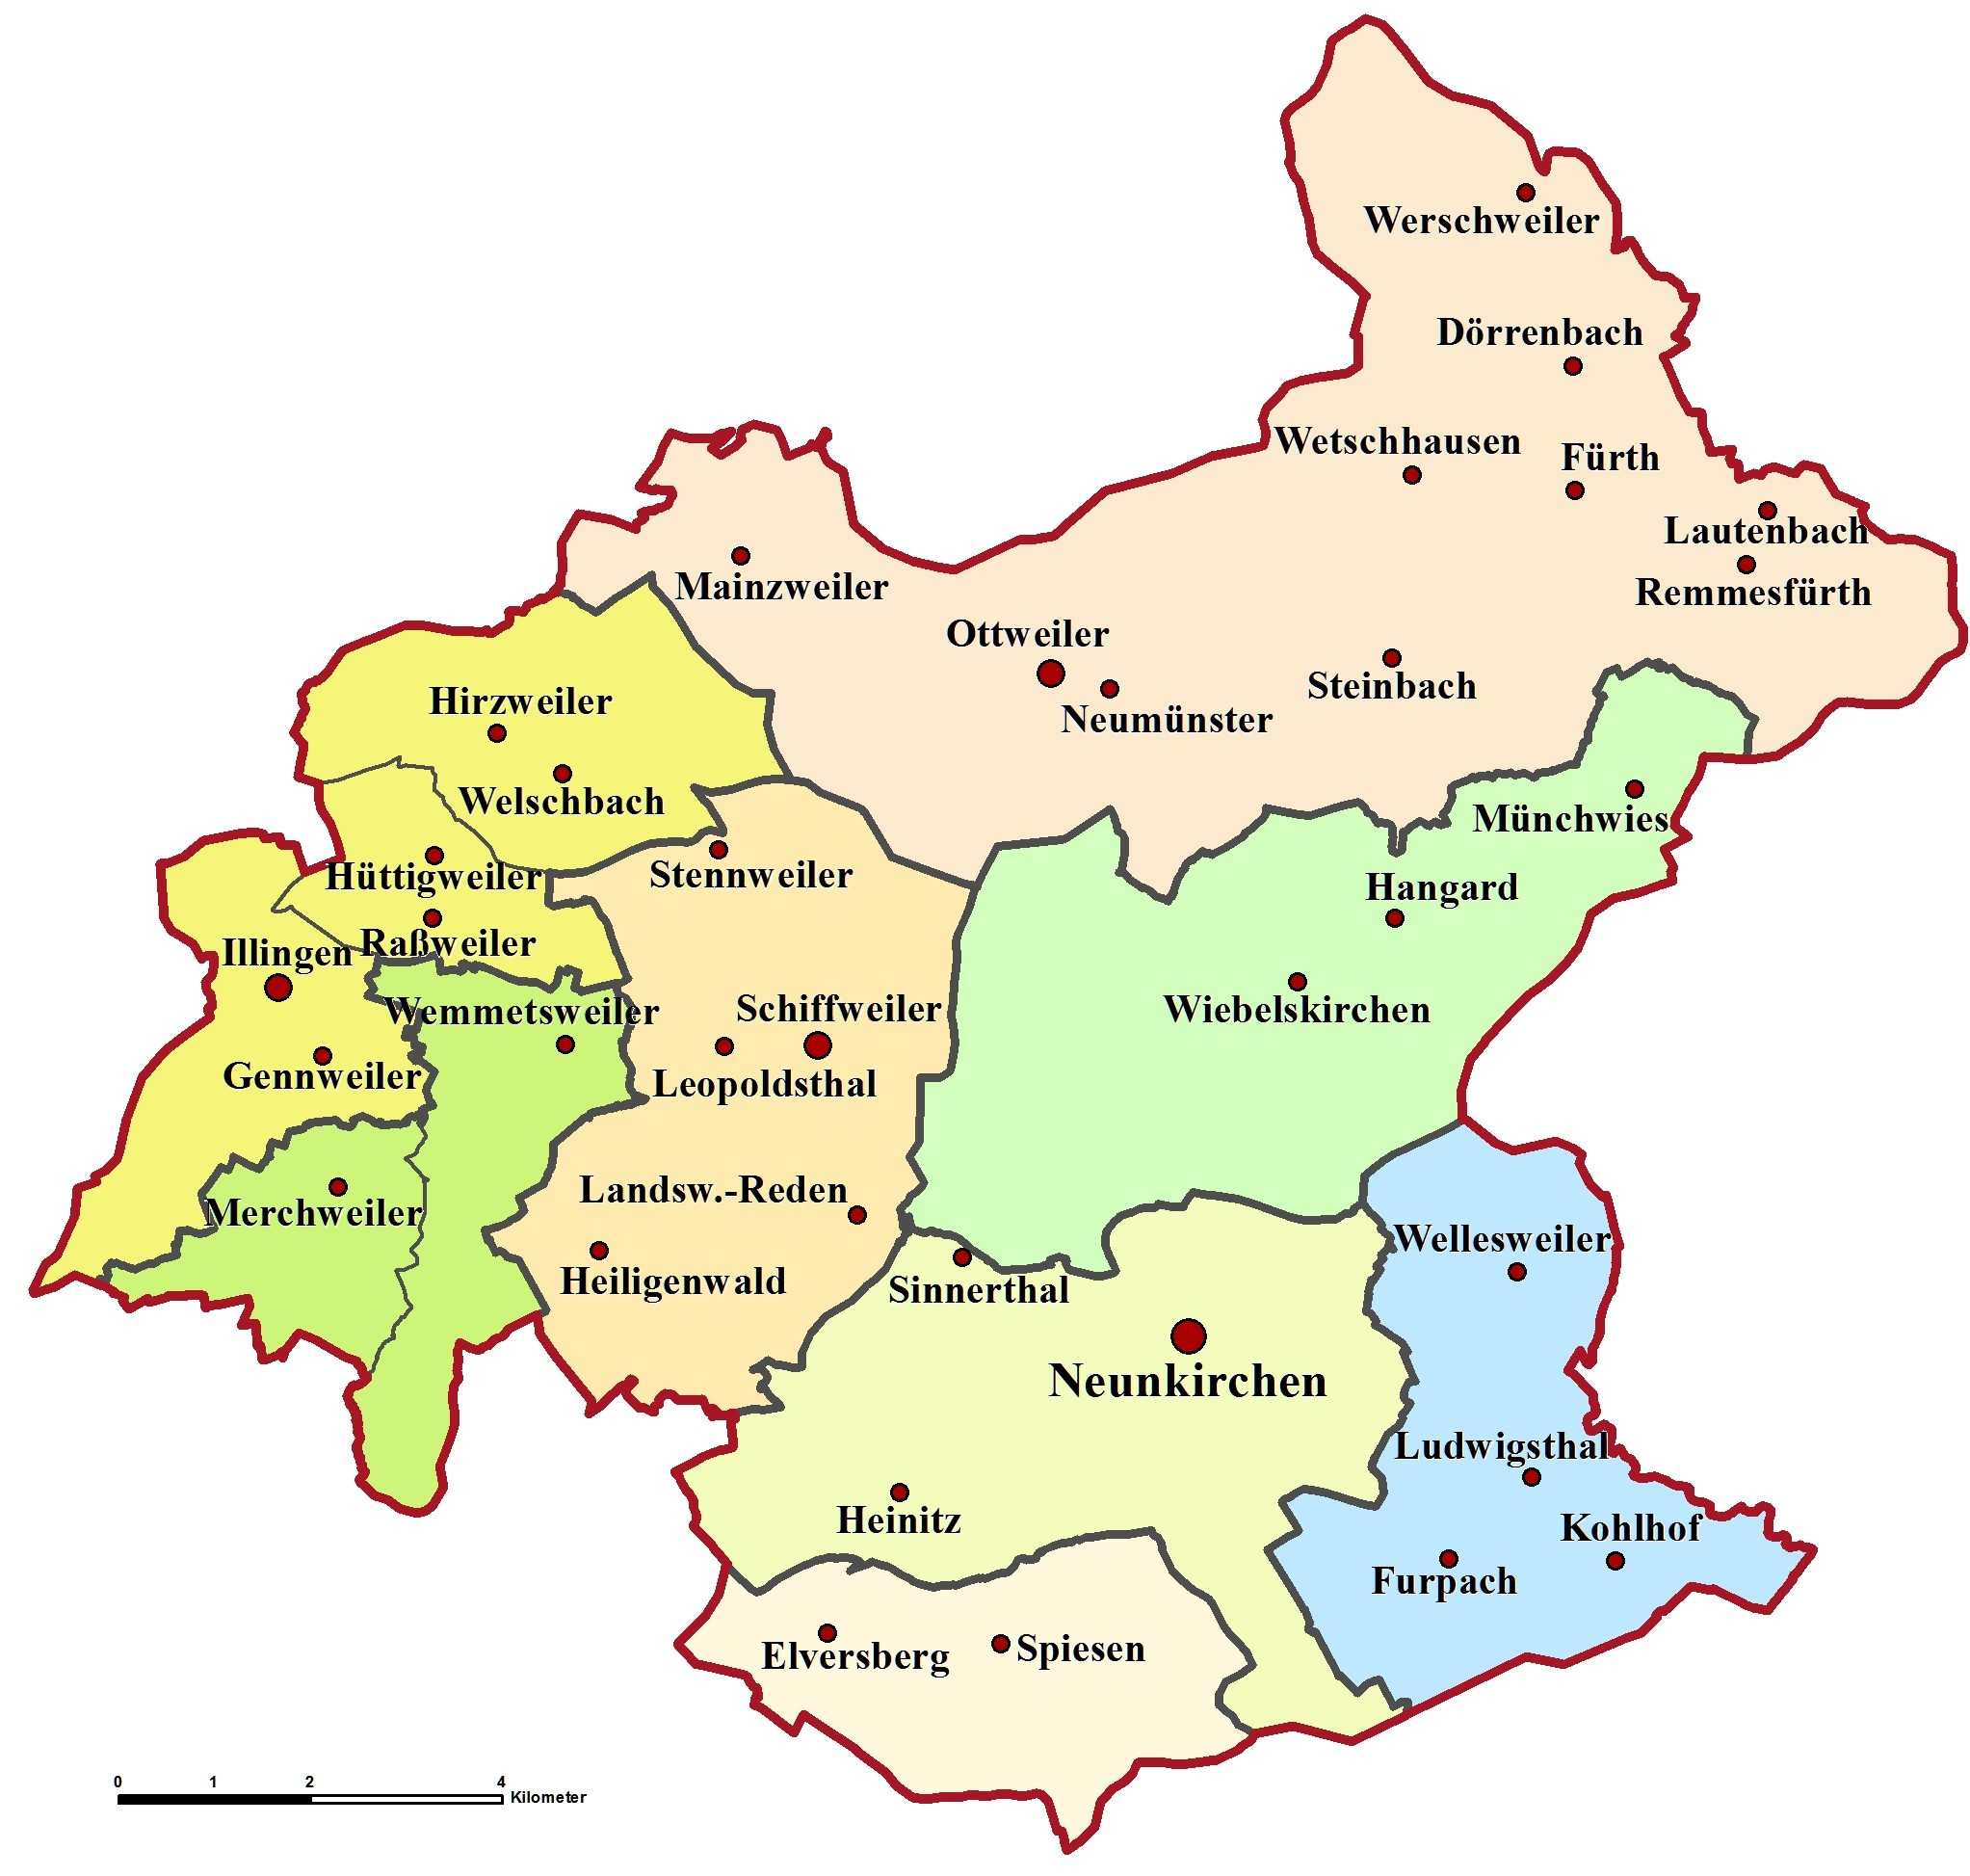 Werschweiler
Dörrenbach
Wetschhausen
Fürth
Lautenbach
Mainzweiler
Remmesfürth
Ottweiler
Steinbach
Hirzweiler
Neumünster
Welschbach
Münchwies
Hüttigweiler
Stennweiler
Hangard
Illingen
Raßweiler
Wemmetsweiler
Schiffweiler
Wiebelskirchen
Gennweiler
Leopoldsthal
Landsw.-Reden
Merchweiler
Wellesweiler
Heiligenwald
Sinnerthal
Neunkirchen
Ludwigsthal
Heinitz
Kohlhof
Furpach
Elversberg
Spiesen
0 1 2 4
Kilometer